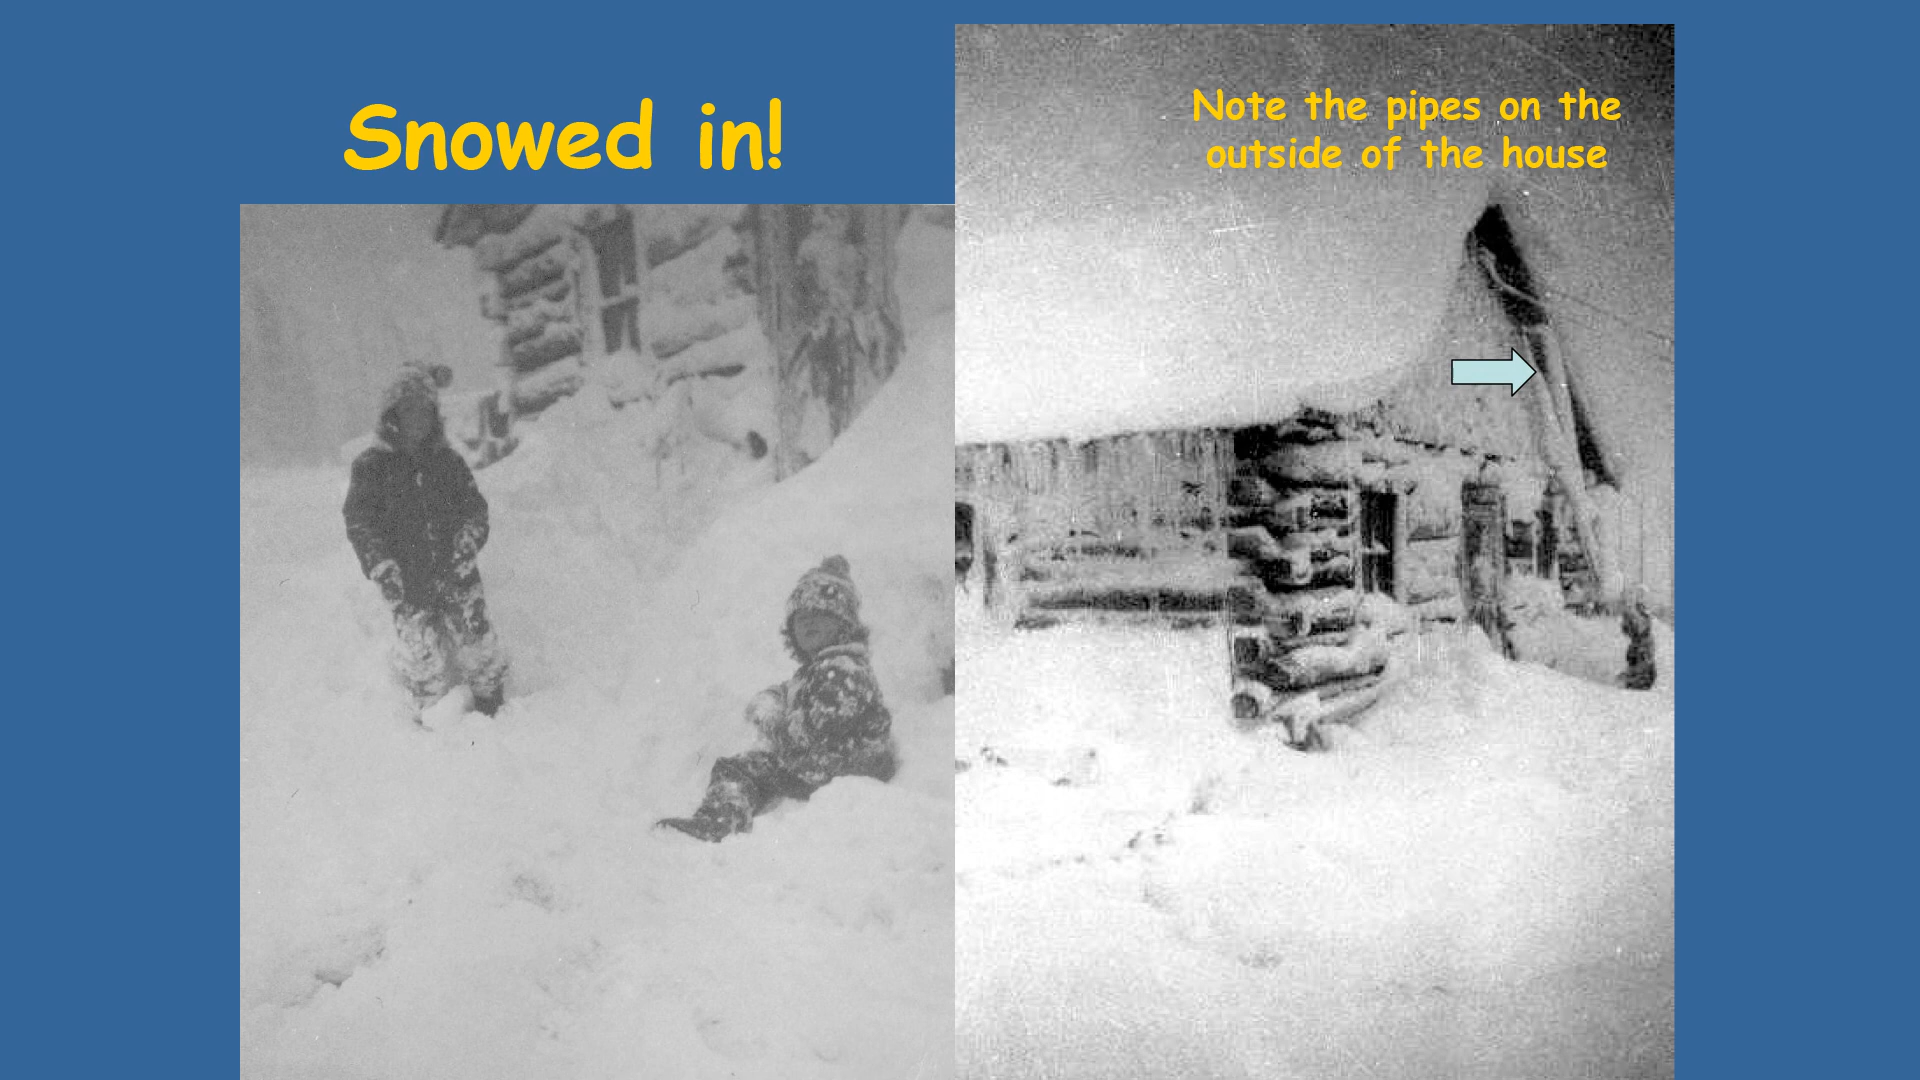 Snowed in!
Note the pipes on the
outside of the house